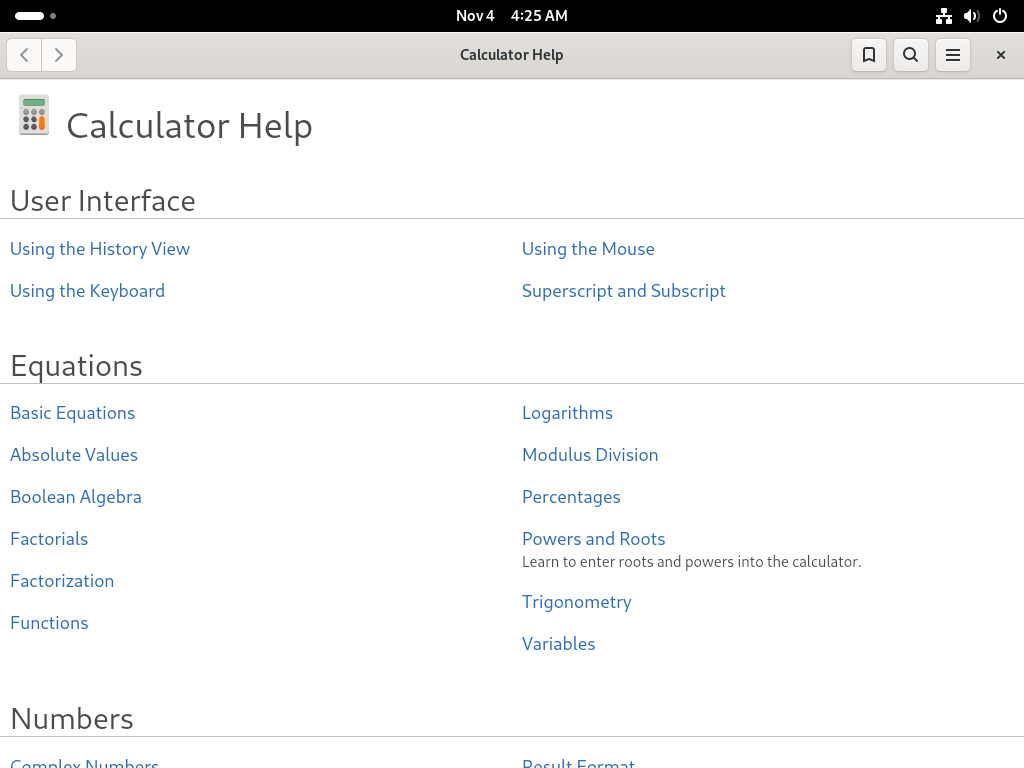 Nov 4 4:25 AM
Calculator Help
Calculator Help
User Interface
Using the History View
Using the Mouse
Using the Keyboard
Superscript and Subscript
Equations
Basic Equations
Logarithms
Absolute Values
Modulus Division
Boolean Algebra
Percentages
Factorials
Powers and Roots
Learn to enter roots and powers into the calculator.
Factorization
Trigonometry
Functions
Variables
Numbers
Complex Numbers
Result Format